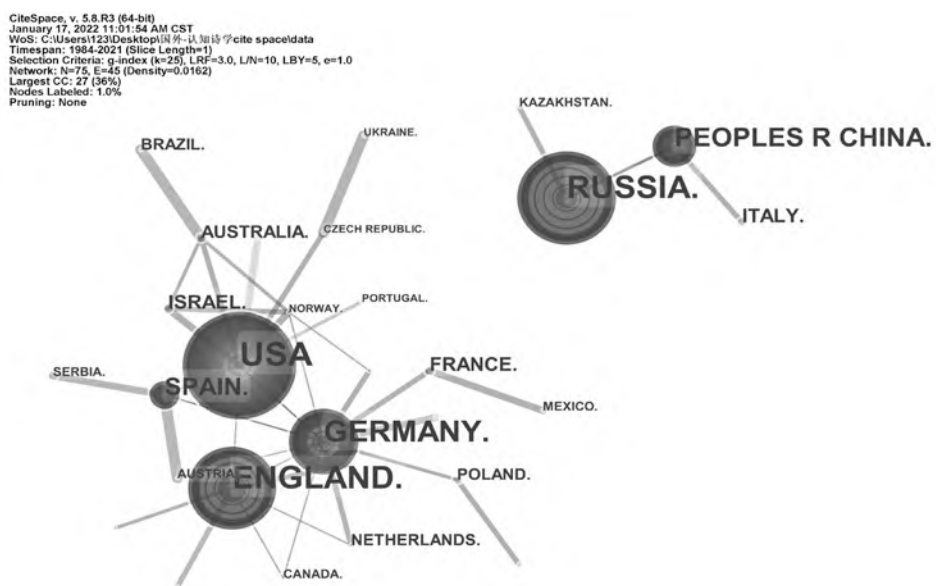 CiteSpace, v. 5.8.R3 (64-bit)
January 17, 2022 11:01:54 AM CST
WoS: C:\Users\123\Desktop\国外-认知诗学cite space\data
Timespan: 1984-2021 (Slice Length=1)
Selection Criteria: g-index (k=25), LRF=3.0, L/N=10, LBY=5, e=1.0
Network: N=75, E=45 (Density=0.0162)
Largest CC: 27 (36%)
Nodes Labeled: 1.0%
Pruning: None
KAZAKHSTAN.
UKRAINE.
BRAZIL.
PEOPLES R CHINA.
RUSSIA.
ITALY.
AUSTRALIA.
CZECH REPUBLIC.
ISRAEL.
NORWAY.
PORTUGAL.
USA
FRANCE.
SERBIA.
SPAIN.
MEXICO.
GERMANY.
AUSTRIA
ENGLAND.
POLAND.
NETHERLANDS.
CANADA.